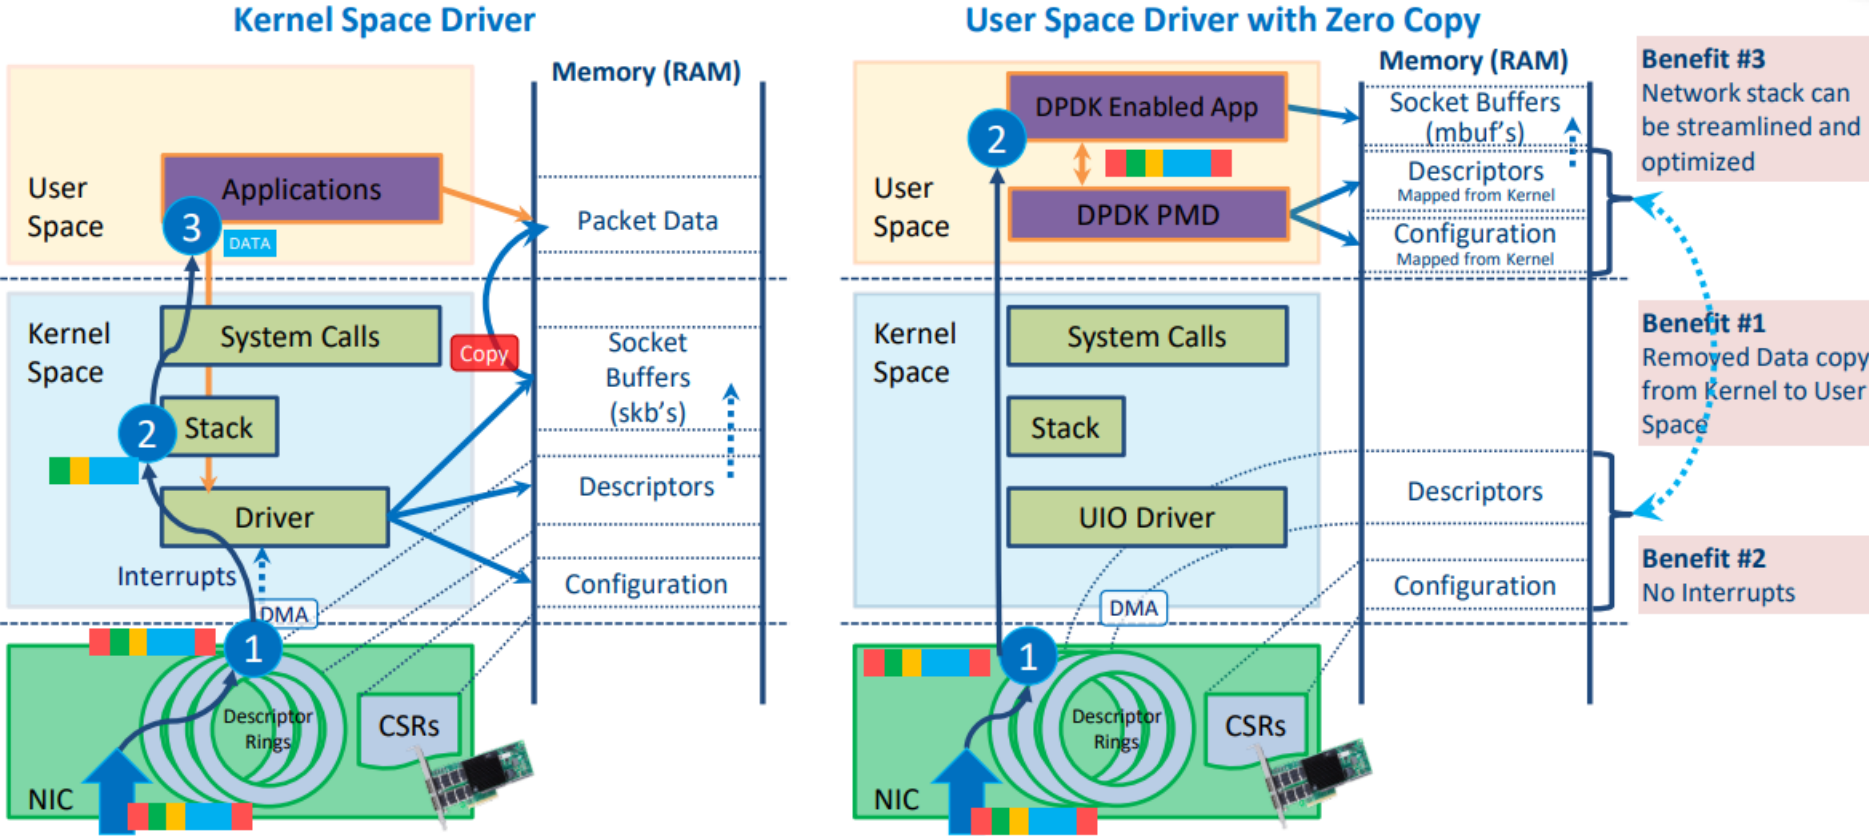 Kernel Space Driver
Memory (RAM)
User
Space
Applications
3
DATA
Packet Data
Kernel
Space
System Calls
Copy
Socket
Buffers
(skb's)
2
Stack
Driver
Descriptors
Interrupts
Configuration
DMA
1
Descriptor
Rings
CSRs
NIC
User Space Driver with Zero Copy
Memory (RAM)
User
Space
DPDK Enabled App
2
DPDK PMD
Socket Buffers
(mbuf's)
Descriptors
Mapped from Kernel
Configuration
Mapped from Kernel
Kernel
Space
System Calls
Stack
UIO Driver
Descriptors
Configuration
DMA
1
Descriptor
Rings
CSRs
NIC
Benefit #3
Network stack can
be streamlined and
optimized
Benefit #1
Removed Data copy
from Kernel to User
Space
Benefit #2
No Interrupts